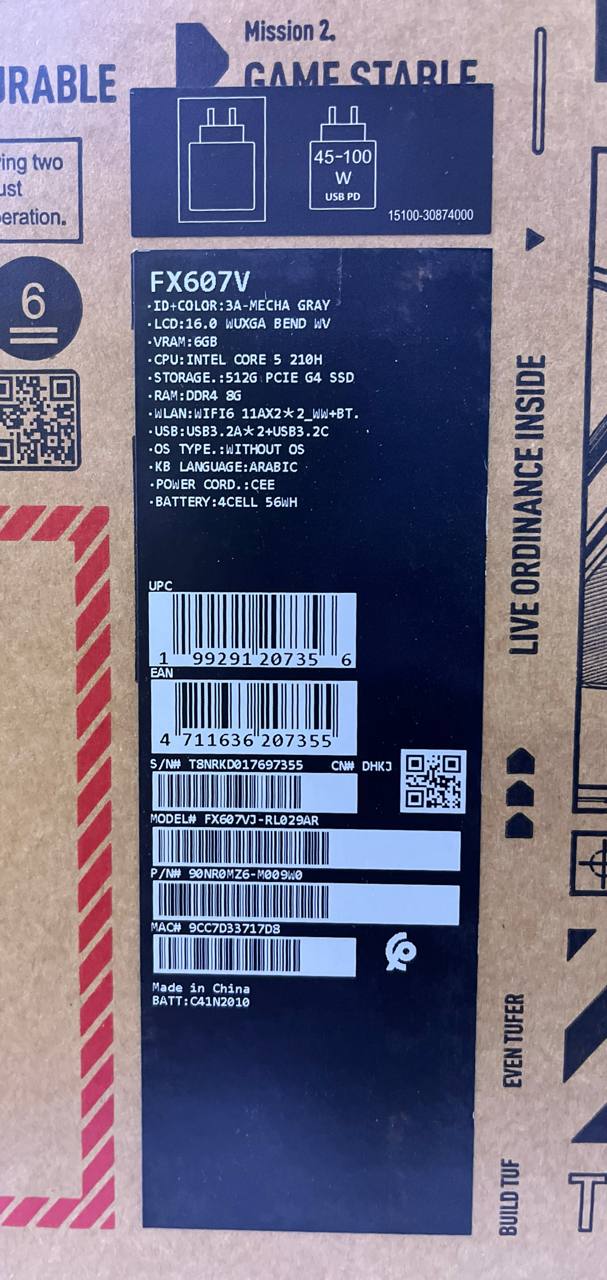 Mission 2.
GAME STABLE
URABLE
ing two
ust
eration.
6
45-100
W
USB PD
15100-30874000
FX607V
·ID+COLOR:3A-MECHA GRAY
·LCD:16.0 WUXGA BEND WV
·VRAM:6GB
·CPU:INTEL CORE 5 210H
·STORAGE.:512G PCIE G4 SSD
·RAM:DDR4 8G
·WLAN:WIFI6 11AX2*2_WW+BT.
·USB:USB3.2A*2+USB3.2C
·OS TYPE.:WITHOUT OS
·KB LANGUAGE:ARABIC
·POWER CORD.:CEE
·BATTERY:4CELL 56WH
UPC
1 99291 20735 6
EAN
4 711636 207355
S/N# T8NRKD017697355 CN# DHKJ
MODEL# FX607VJ-RL029AR
P/N# 90NR0MZ6-M009W0
MAC# 9CC7D33717D8
Made in China
BATT:C41N2010
LIVE ORDINANCE INSIDE
EVEN TUFER
BUILD TUF
T